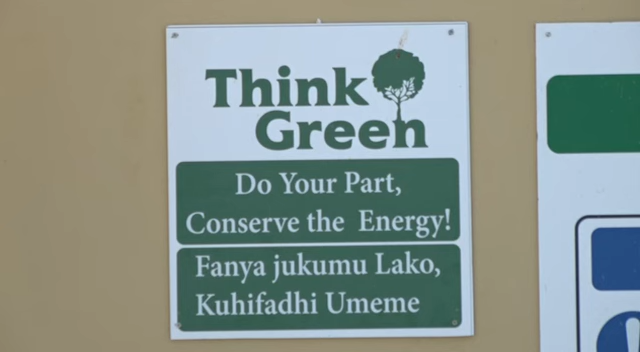 Think
Green
Do Your Part,
Conserve the Energy!
Fanya jukumu Lako,
Kuhifadhi Umeme